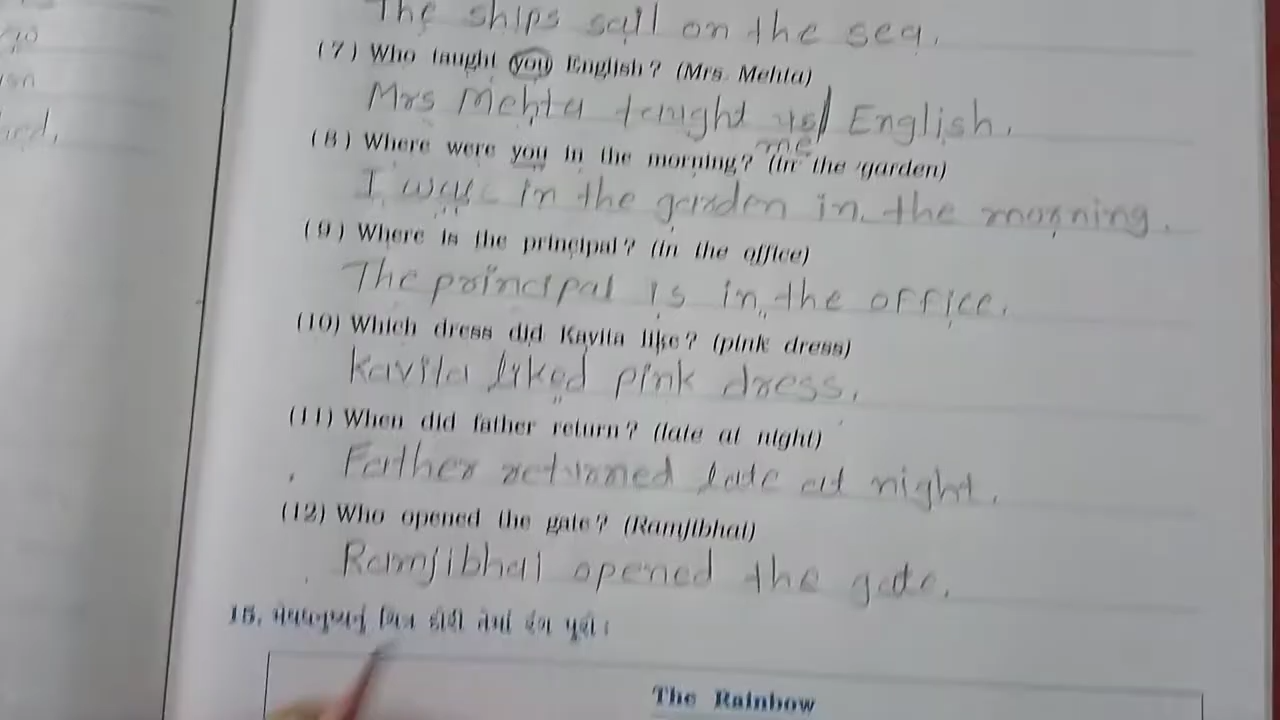 The ships sail on the sea.
(7) Who taught you English? (Mrs. Mehta)
Mrs Mehta taught us/ English.
me
(8) Where were you in the morning? (in the garden)
I was in the garden in the morning.
(9) Where is the principal? (in the office)
The principal is in the office.
(10) Which dress did Kavita like? (pink dress)
Kavita liked pink dress.
(11) When did father return? (late at night)
Father returned late at night.
(12) Who opened the gate? (Ramjibhai)
Ramjibhai opened the gate.
15. મેઘધનુષ્યનું ચિત્ર દોરી તેમાં રંગ પૂરો :
The Rainbow